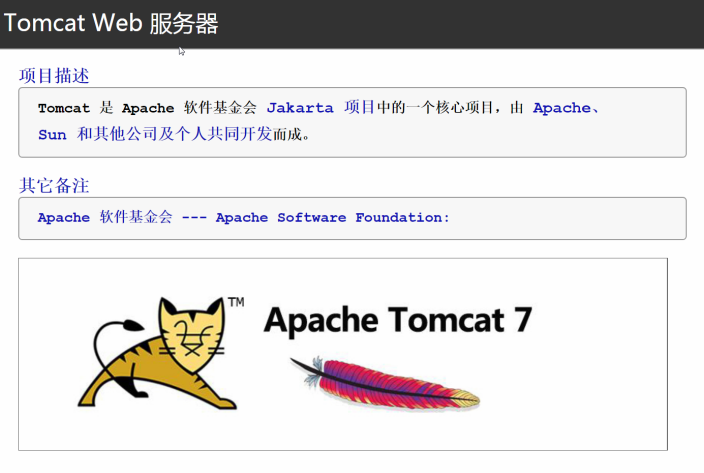 Tomcat Web 服务器
项目描述
Tomcat 是 Apache 软件基金会 Jakarta 项目中的一个核心项目，由 Apache、
Sun 和其他公司及个人共同开发而成。
其它备注
Apache 软件基金会 --- Apache Software Foundation:
TM
Apache Tomcat 7